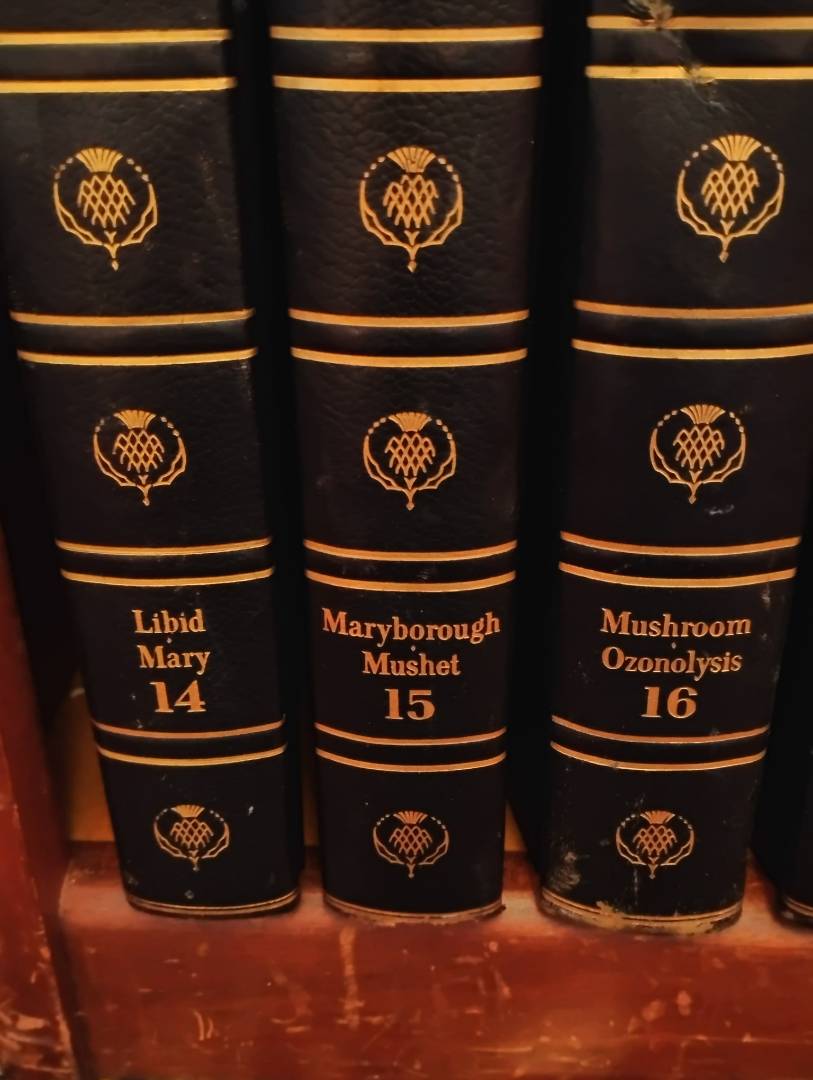 Libid
Mary
14
Maryborough
Mushet
15
Mushroom
Ozonolysis
16